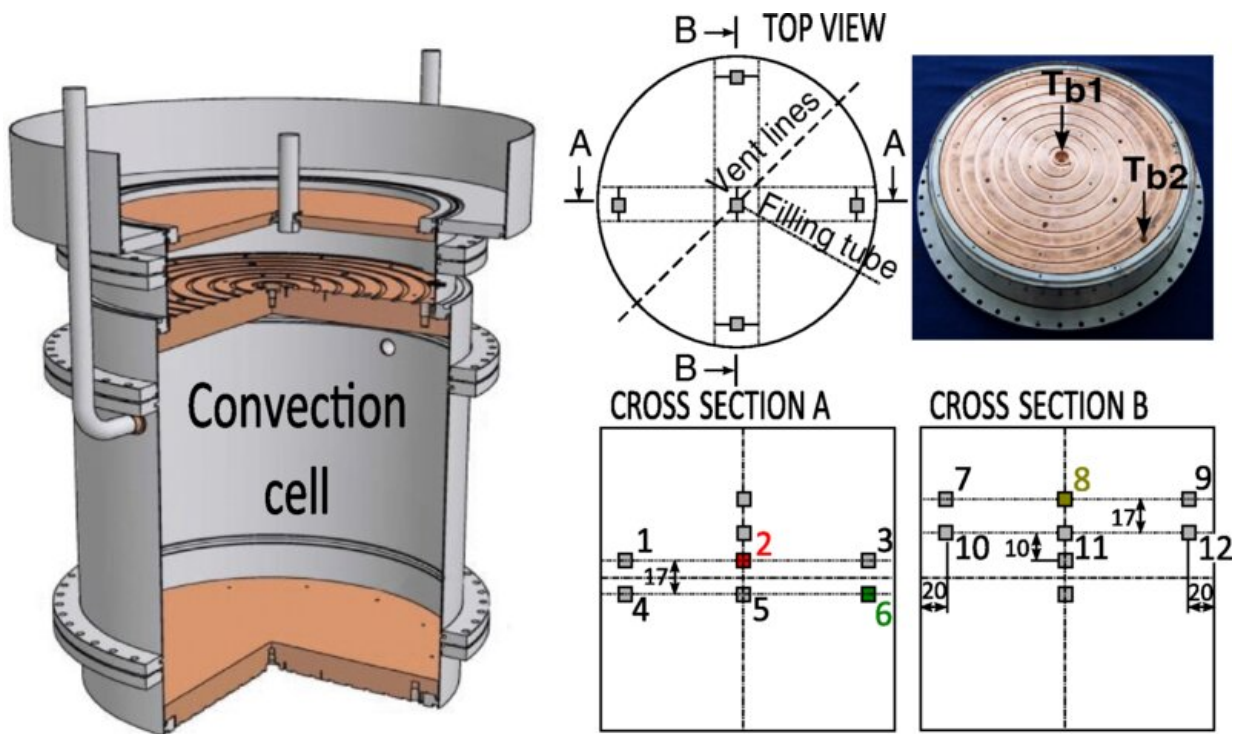 Convection
cell
B
TOP VIEW
A
A
Vent lines
Filling tube
B
Tb1
Tb2
CROSS SECTION A
1
2
3
17
4
5
6
CROSS SECTION B
7
8
9
17
10
10
11
12
20
20